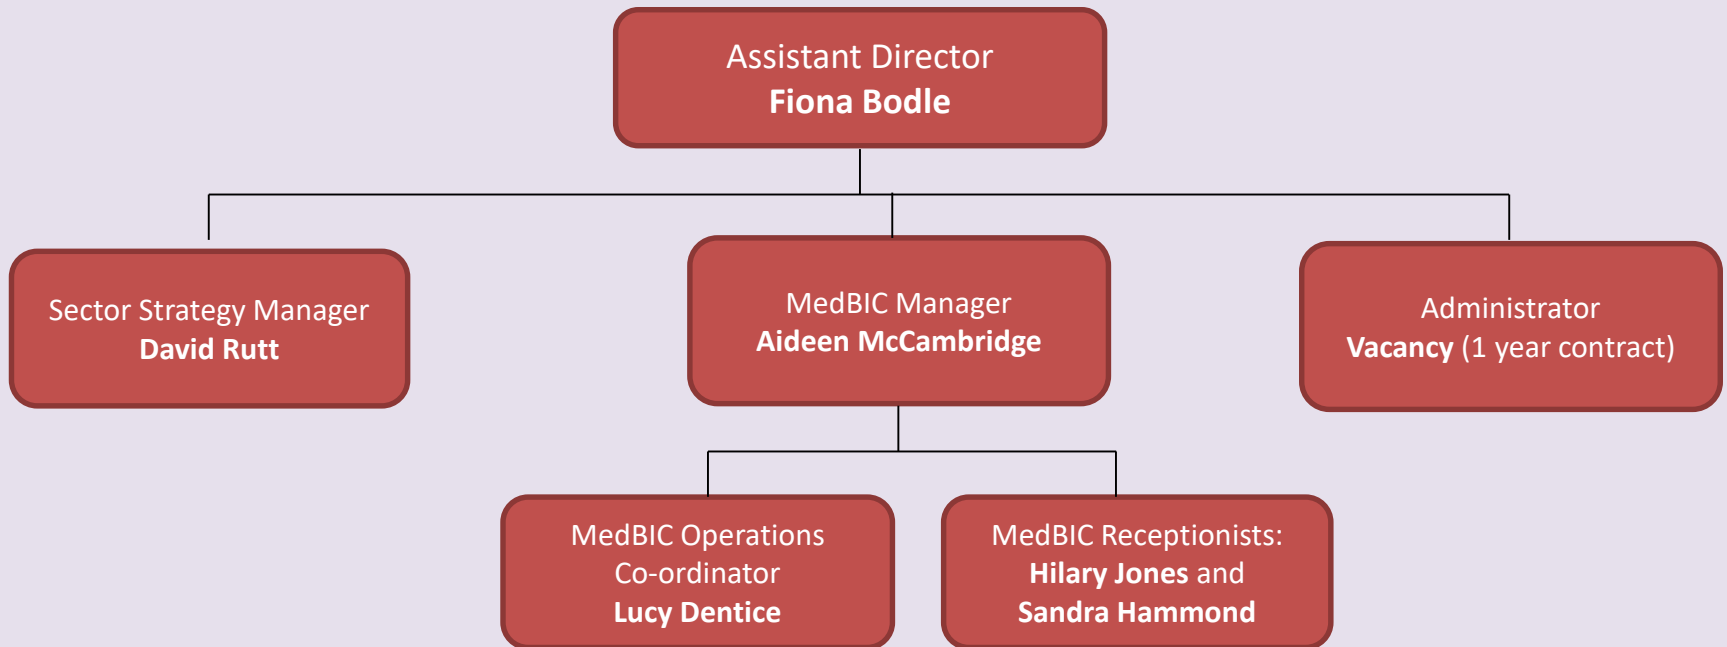 Assistant Director
Fiona Bodle
Sector Strategy Manager
David Rutt
MedBIC Manager
Aideen McCambridge
Administrator
Vacancy (1 year contract)
MedBIC Operations
Co-ordinator
Lucy Dentice
MedBIC Receptionists:
Hilary Jones and
Sandra Hammond